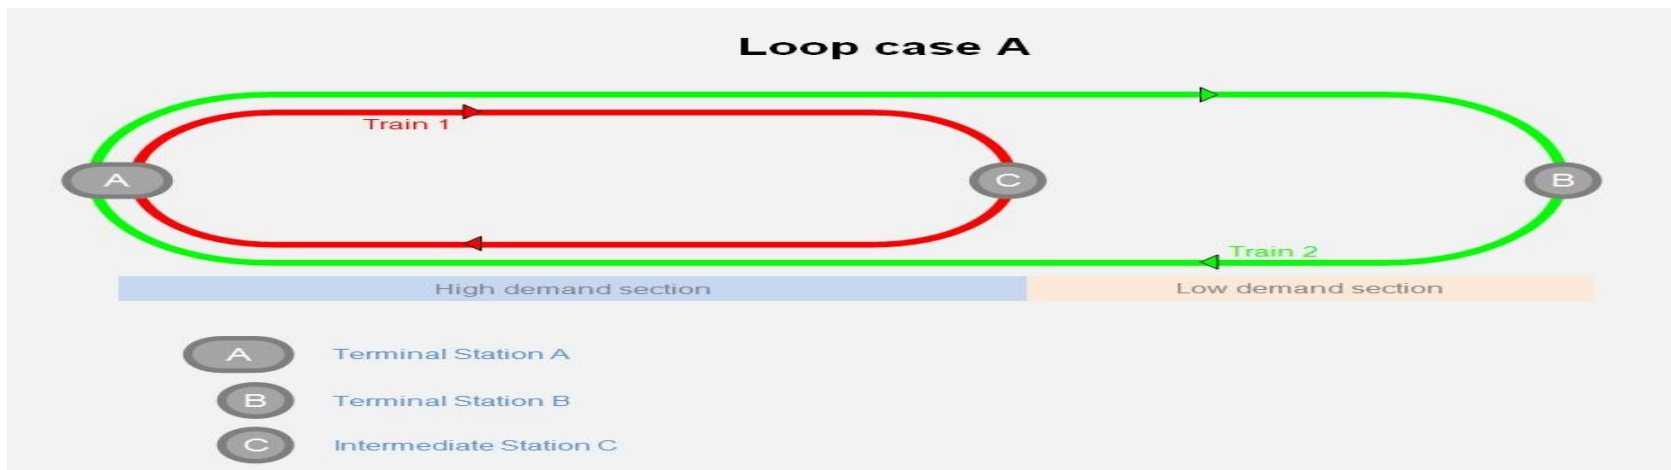 Loop case A
Train 1
A
C
B
Train 2
High demand section
Low demand section
A Terminal Station A
B Terminal Station B
C Intermediate Station C